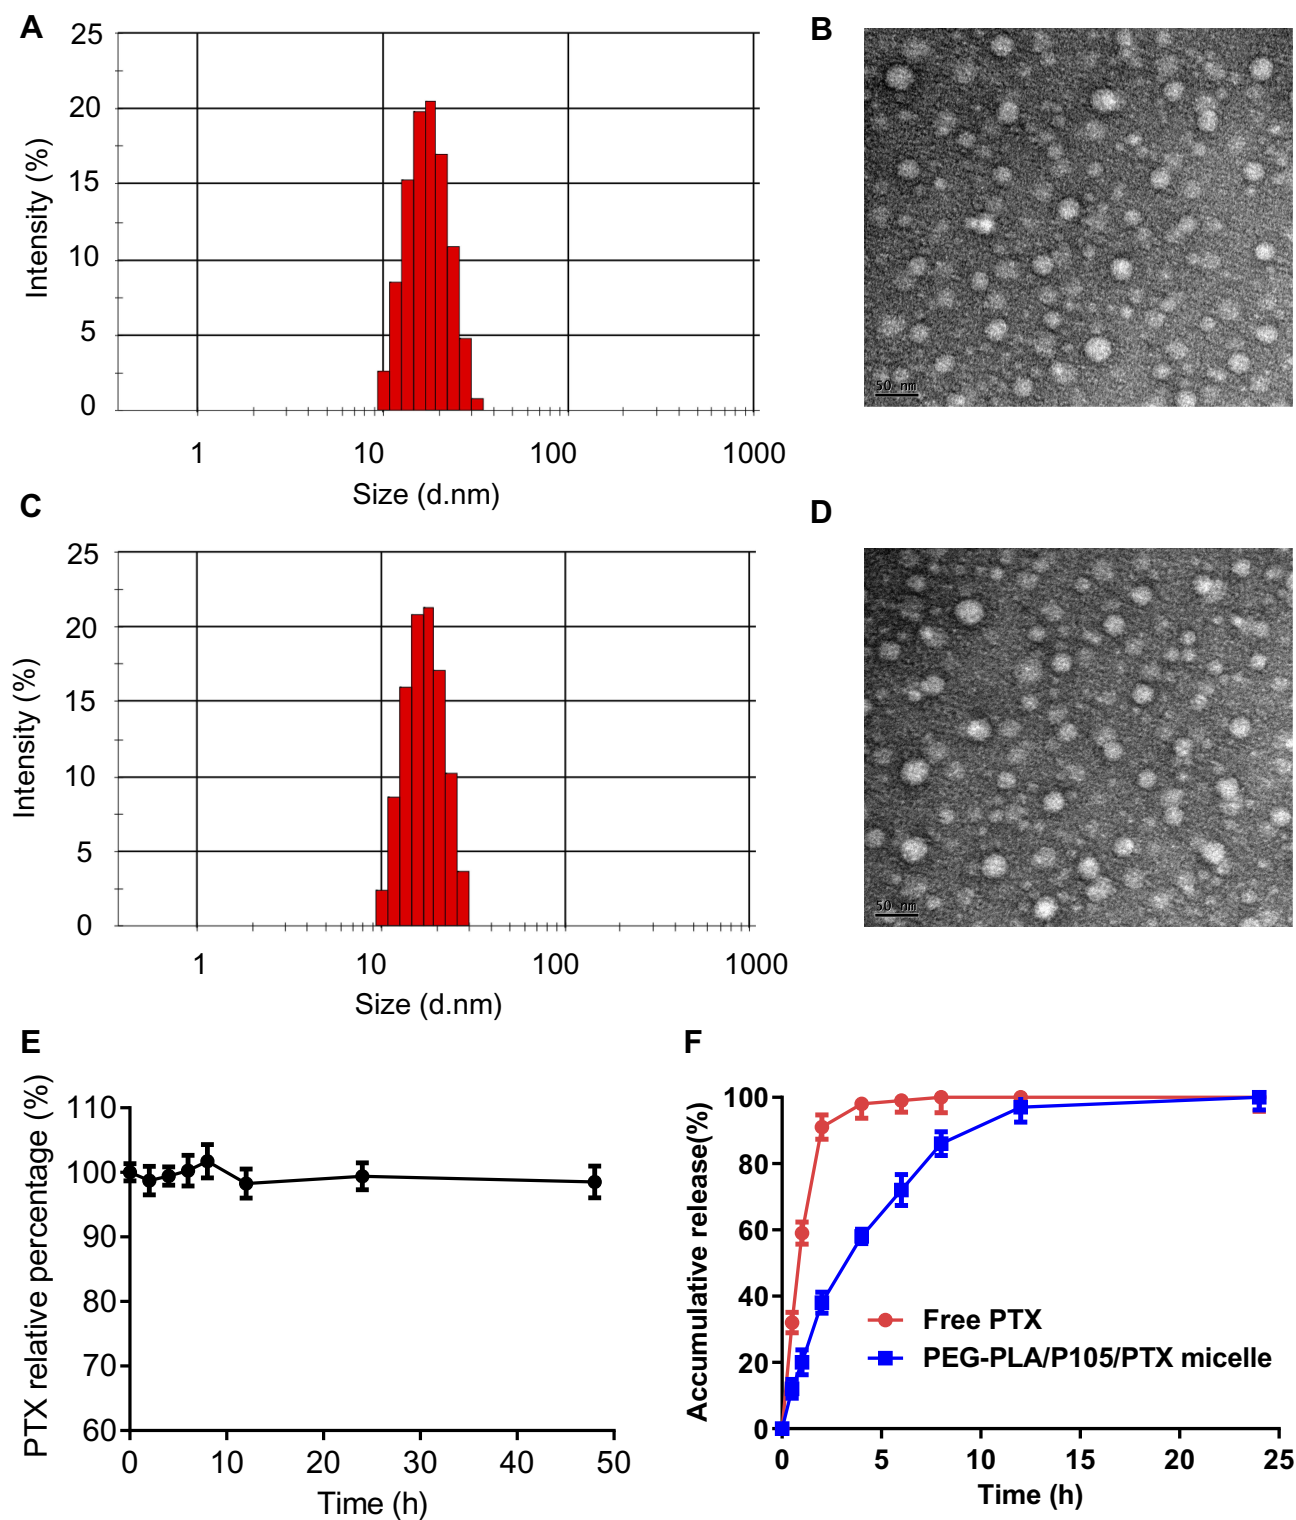 A
25
20
15
10
5
0
Intensity (%)
1
10
100
1000
Size (d.nm)
B
50 nm
C
25
20
15
10
5
0
Intensity (%)
1
10
100
1000
Size (d.nm)
D
50 nm
E
110
100
90
80
70
60
PTX relative percentage (%)
0
10
20
30
40
50
Time (h)
F
100
80
60
40
20
0
Accumulative release(%)
Free PTX
PEG-PLA/P105/PTX micelle
0
5
10
15
20
25
Time (h)